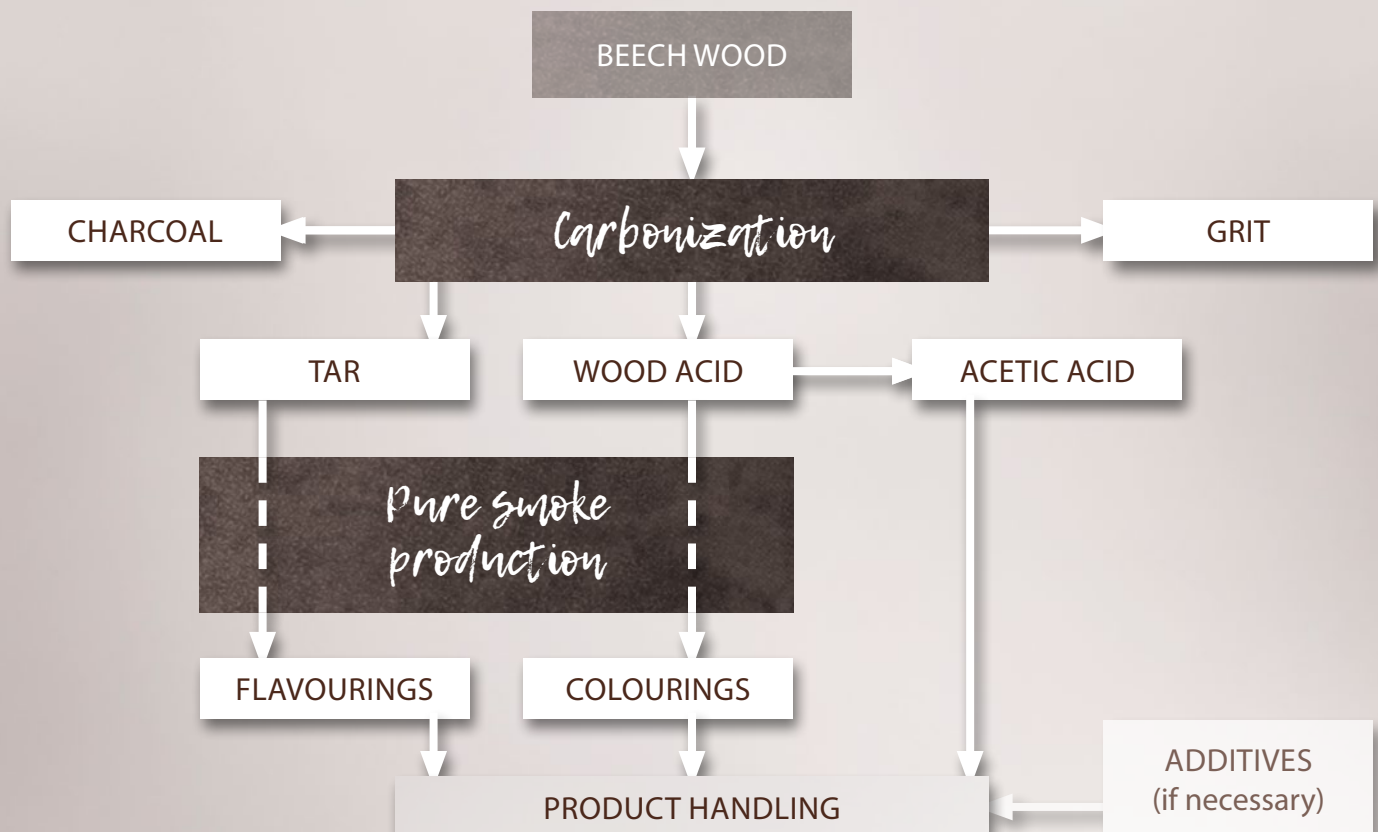 BEECH WOOD
Carbonization
CHARCOAL
GRIT
TAR
WOOD ACID
ACETIC ACID
Pure smoke
production
FLAVOURINGS
COLOURINGS
ADDITIVES
(if necessary)
PRODUCT HANDLING